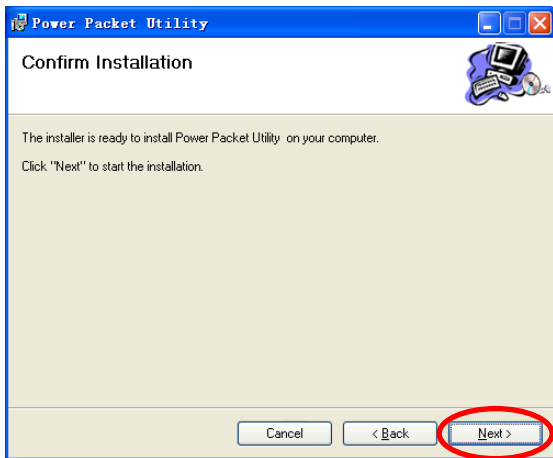 Power Packet Utility
Confirm Installation
The installer is ready to install Power Packet Utility on your computer.
Click "Next" to start the installation.
Cancel
< Back
Next >